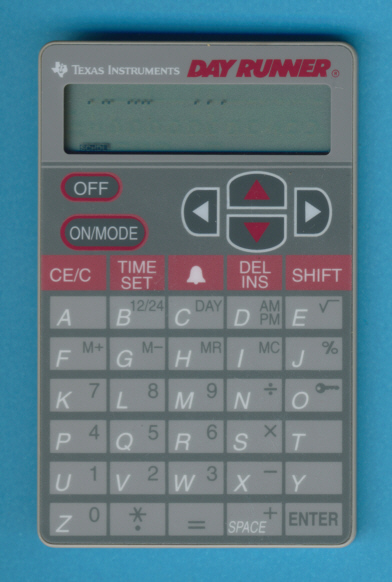 TEXAS INSTRUMENTS DAY RUNNER®
OFF
ON/MODE
CE/C TIME SET DEL INS SHIFT
A B 12/24 C DAY D AM PM E √
F M+ G M- H MR I MC J %
K 7 L 8 M 9 N ÷ O
P 4 Q 5 R 6 S × T
U 1 V 2 W 3 X − Y
Z 0 * = SPACE + ENTER